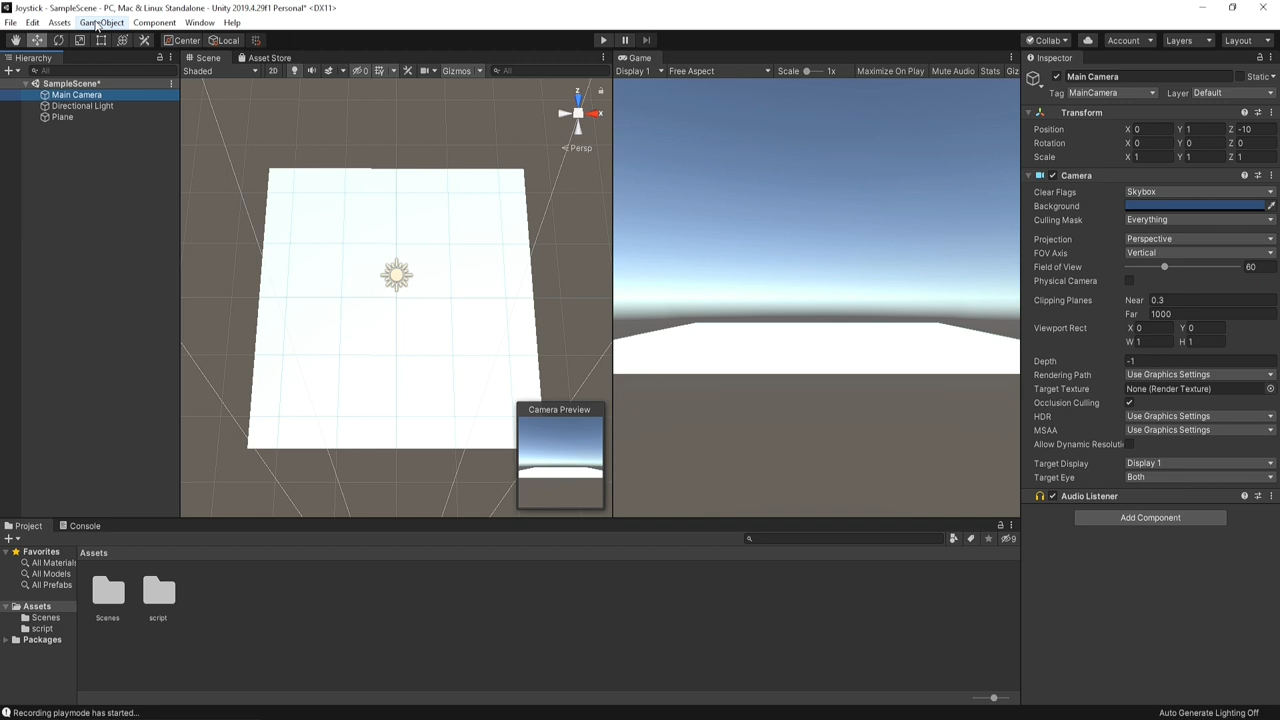 Joystick - SampleScene - PC, Mac & Linux Standalone - Unity 2019.4.29f1 Personal* <DX11>
File Edit Assets GameObject Component Window Help
Center Local Collab Account Layers Layout
Hierarchy
All
SampleScene*
Main Camera
Directional Light
Plane
Scene Asset Store
Shaded 2D 0 Gizmos All
z
x
Persp
Camera Preview
Game
Display 1 Free Aspect Scale 1x Maximize On Play Mute Audio Stats Giz
Inspector
Main Camera Static
Tag MainCamera Layer Default
Transform
Position X 0 Y 1 Z -10
Rotation X 0 Y 0 Z 0
Scale X 1 Y 1 Z 1
Camera
Clear Flags Skybox
Background
Culling Mask Everything
Projection Perspective
FOV Axis Vertical
Field of View 60
Physical Camera
Clipping Planes Near 0.3
Far 1000
Viewport Rect X 0 Y 0
W 1 H 1
Depth -1
Rendering Path Use Graphics Settings
Target Texture None (Render Texture)
Occlusion Culling
HDR Use Graphics Settings
MSAA Use Graphics Settings
Allow Dynamic Resoluti
Target Display Display 1
Target Eye Both
Audio Listener
Add Component
Project Console
9
Favorites
All Materials
All Models
All Prefabs
Assets
Scenes
script
Packages
Assets
Scenes script
Recording playmode has started...
Auto Generate Lighting Off